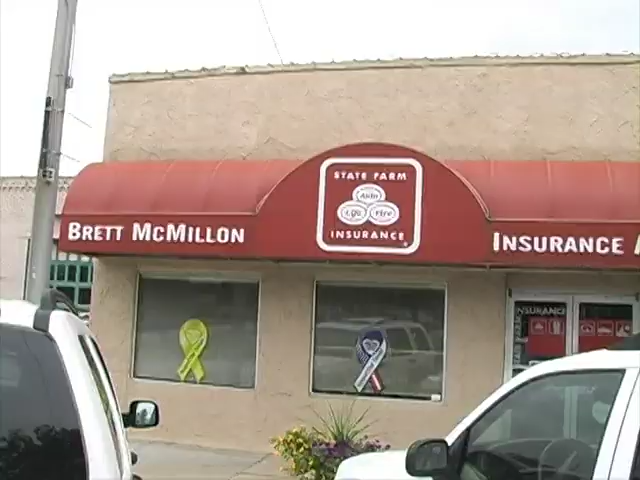 STATE FARM
Auto
Life Fire
INSURANCE
BRETT MCMILLON
INSURANCE
INSURANCE